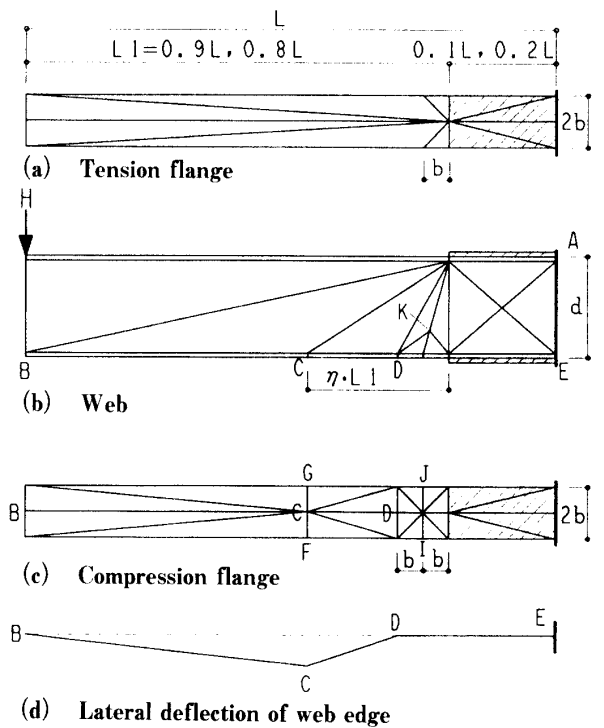 L
L1=0.9L, 0.8L 0.1L, 0.2L
2b
(a) Tension flange
b
H
A
K
d
B C D E
η·L1
(b) Web
G J
B C D 2b
F I
b b
(c) Compression flange
B D E
C
(d) Lateral deflection of web edge